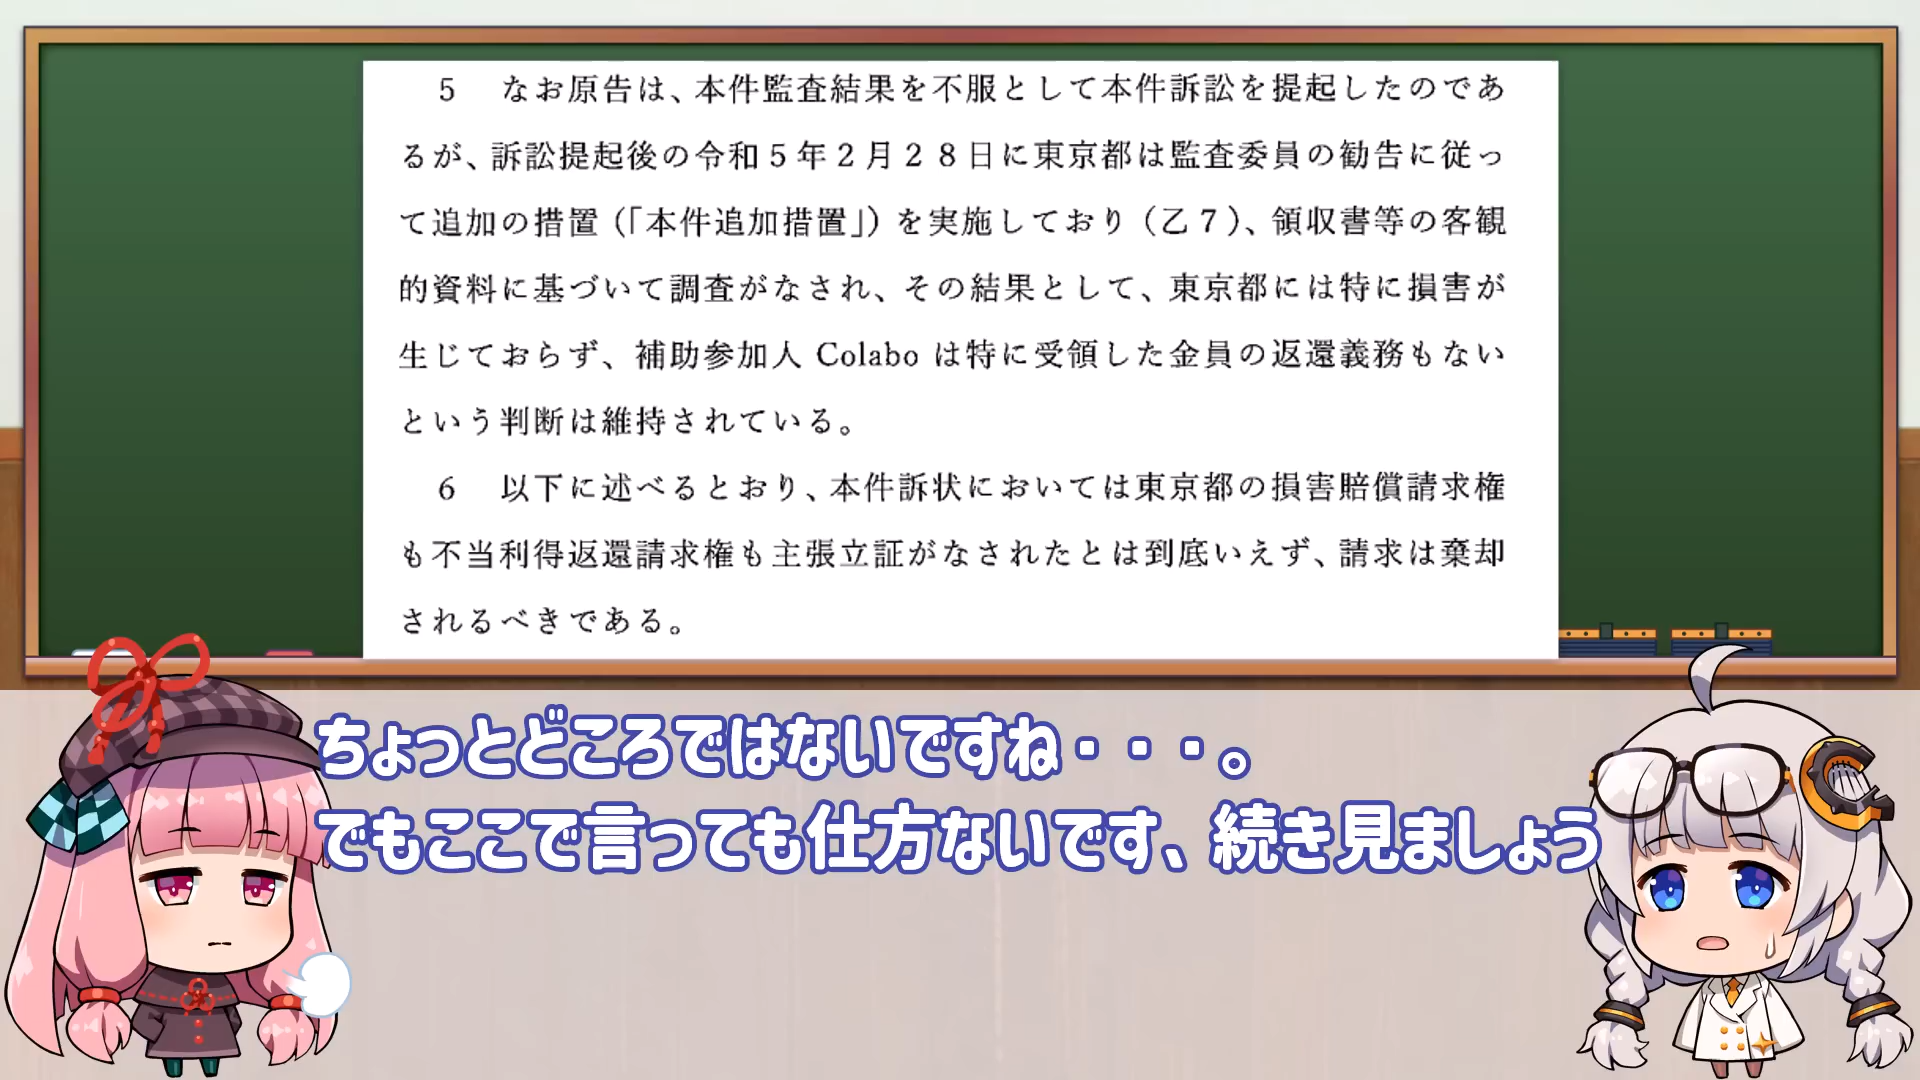 5 なお原告は、本件監査結果を不服として本件訴訟を提起したのであ
るが、訴訟提起後の令和5年2月28日に東京都は監査委員の勧告に従っ
て追加の措置(「本件追加措置」)を実施しており(乙7)、領収書等の客観
的資料に基づいて調査がなされ、その結果として、東京都には特に損害が
生じておらず、補助参加人 Colabo は特に受領した金員の返還義務もない
という判断は維持されている。
6 以下に述べるとおり、本件訴状においては東京都の損害賠償請求権
も不当利得返還請求権も主張立証がなされたとは到底いえず、請求は棄却
されるべきである。
ちょっとどころではないですね・・・。
でもここで言っても仕方ないです、続き見ましょう